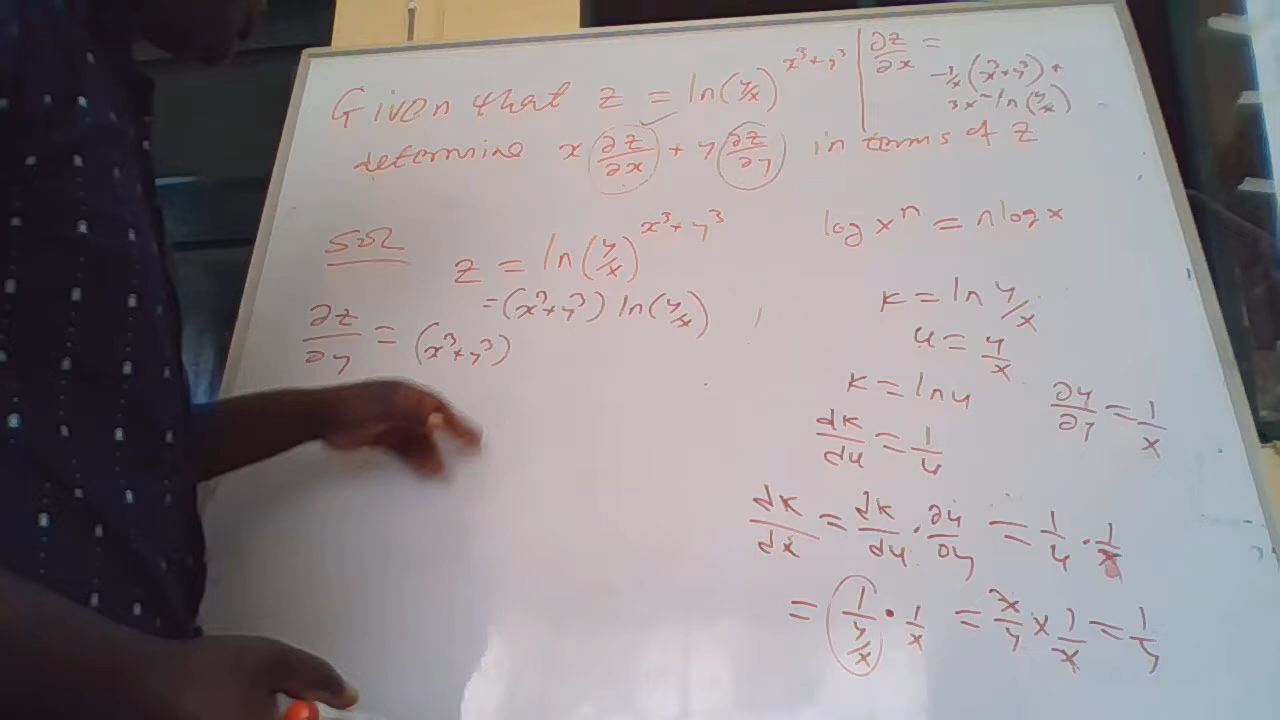 Given that z = ln(y/x)^x³+y³
determine x ∂z/∂x + y ∂z/∂y in terms of z
∂z/∂x =
-1/x (x³+y³) +
3x² ln(y/x)
SOL
z = ln(y/x)^x³+y³
= (x³+y³) ln(y/x)
∂z/∂y = (x³+y³)
log xⁿ = n log x
K = ln y/x
u = y/x
K = ln u
∂u/∂y = 1/x
dK/du = 1/u
dK/dx = dK/du · ∂u/∂y = 1/u · 1/x
= 1/(y/x) · 1/x = x/y × 1/x = 1/y